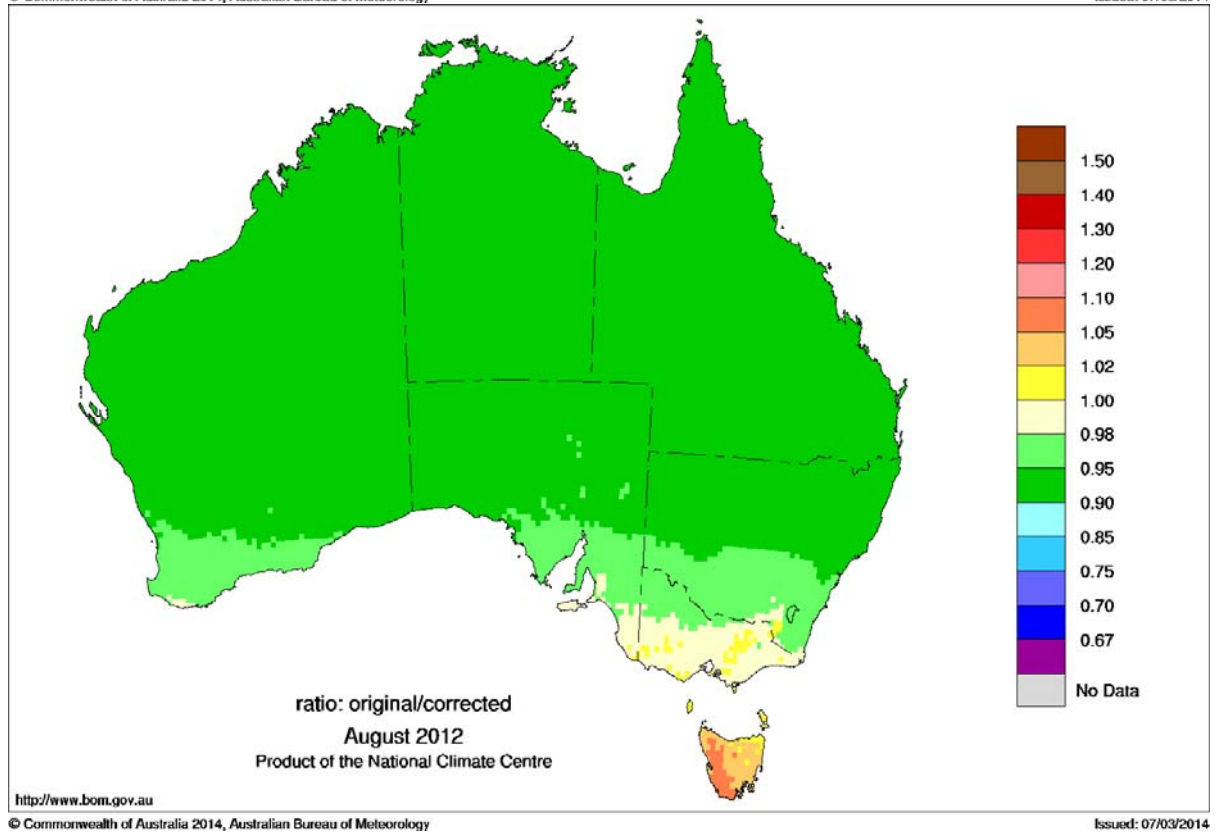 1.50
1.40
1.30
1.20
1.10
1.05
1.02
1.00
0.98
0.95
0.90
0.85
0.75
0.70
0.67
No Data
ratio: original/corrected
August 2012
Product of the National Climate Centre
http://www.bom.gov.au
© Commonwealth of Australia 2014, Australian Bureau of Meteorology
Issued: 07/03/2014